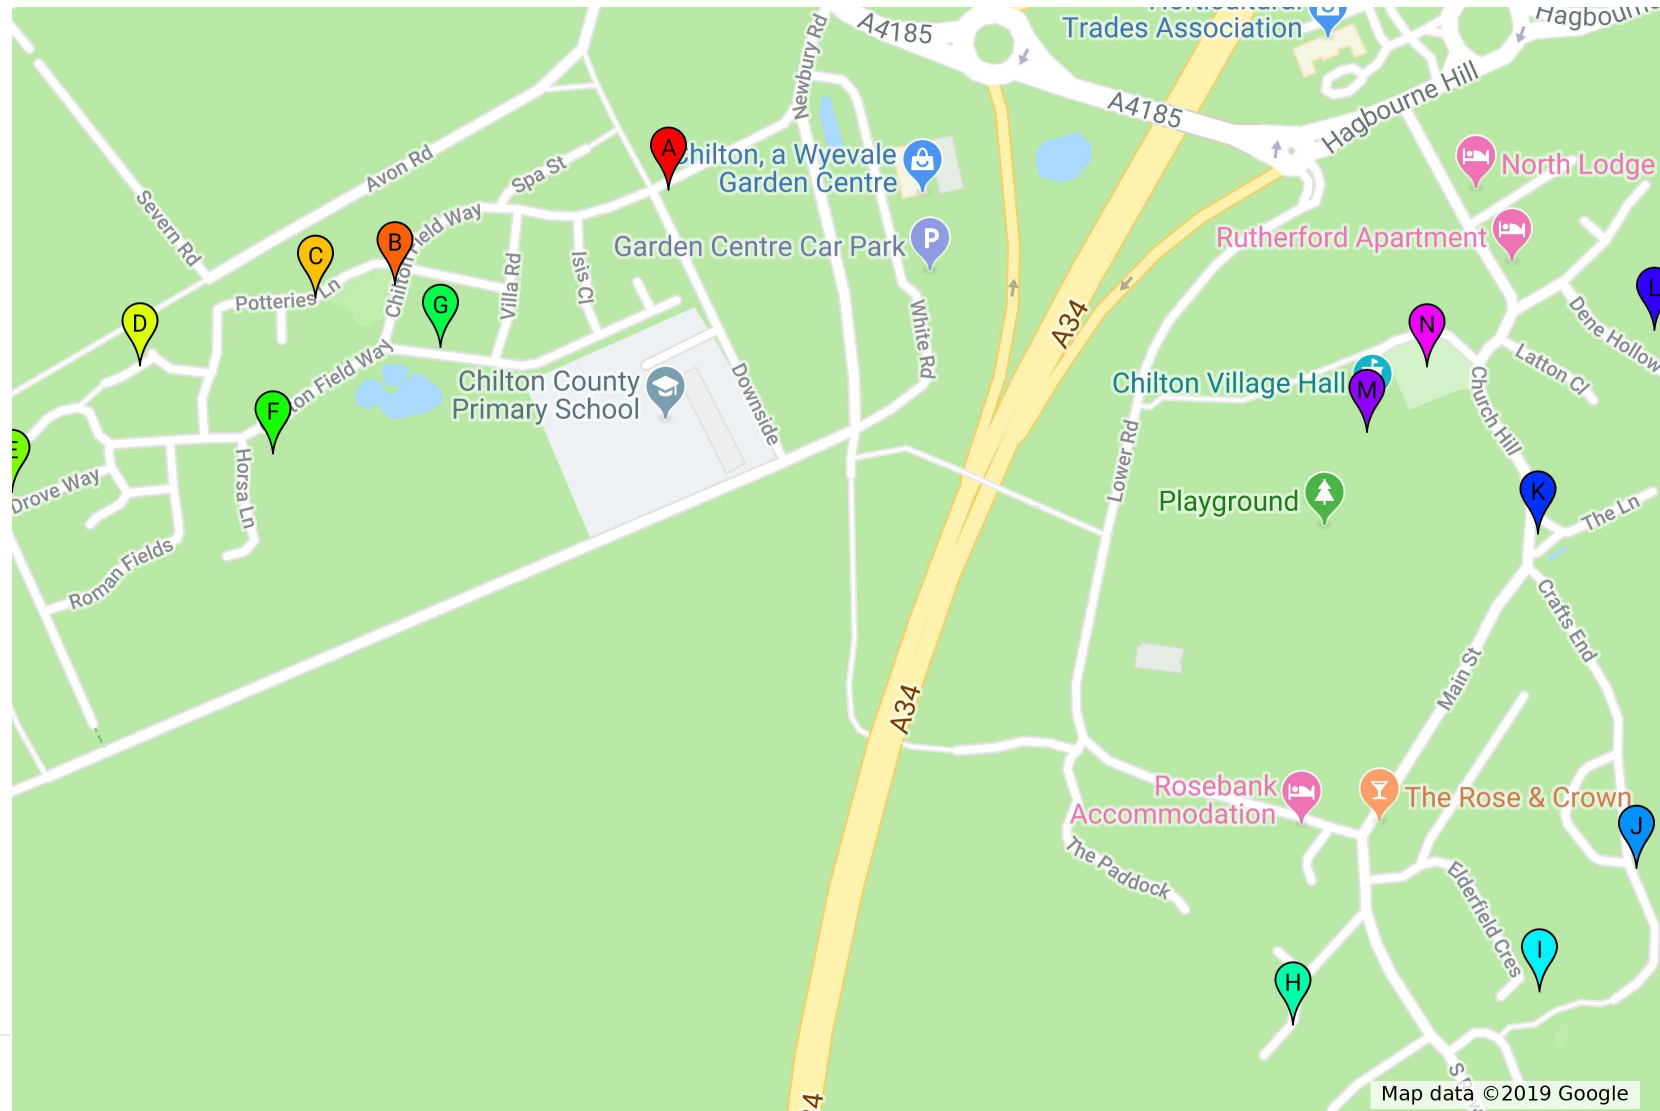 Horticultural
Trades Association
A4185
Hagbourne
Newbury Rd
A4185
Hagbourne Hill
Avon Rd
Spa St
A
Chilton, a Wyevale
Garden Centre
North Lodge
Severn Rd
Chilton Field Way
B
C
Garden Centre Car Park
P
Rutherford Apartment
Potteries Ln
Villa Rd
Isis Cl
G
D
White Rd
A34
L
N
Dene Hollow
Chilton Field Way
Chilton County
Primary School
Downside
Chilton Village Hall
M
Latton Cl
Church Hill
F
E
Drove Way
Horsa Ln
Lower Rd
Playground
K
The Ln
Roman Fields
Crafts End
Main St
A34
Rosebank
Accommodation
The Rose & Crown
J
The Paddock
Elderfield Cres
I
H
Map data ©2019 Google